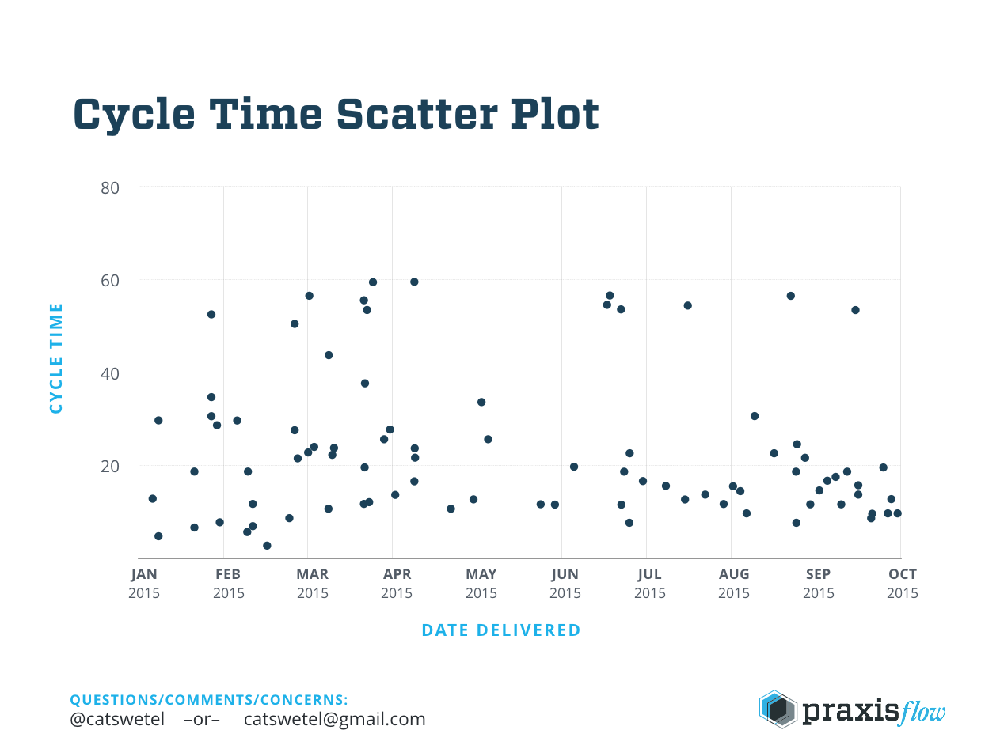 Cycle Time Scatter Plot
80
60
40
20
CYCLE TIME
JAN FEB MAR APR MAY JUN JUL AUG SEP OCT
2015 2015 2015 2015 2015 2015 2015 2015 2015 2015
DATE DELIVERED
QUESTIONS/COMMENTS/CONCERNS:
@catswetel –or– catswetel@gmail.com
praxisflow